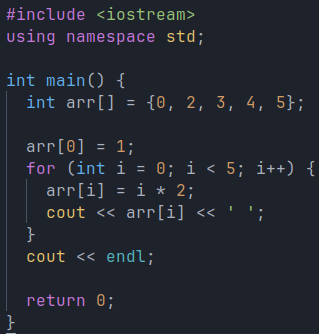 #include <iostream>
using namespace std;

int main() {
  int arr[] = {0, 2, 3, 4, 5};

  arr[0] = 1;
  for (int i = 0; i < 5; i++) {
    arr[i] = i * 2;
    cout << arr[i] << ' ';
  }
  cout << endl;

  return 0;
}